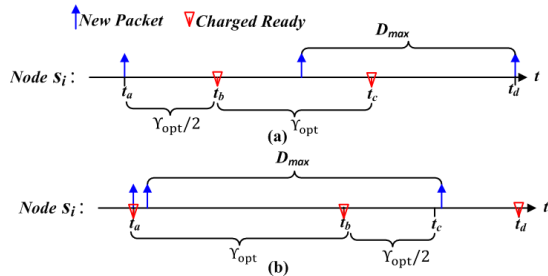 New Packet Charged Ready
D_max
Node s_i : t
t_a t_b t_c t_d
ϒ_opt/2 ϒ_opt
(a)
D_max
Node s_i : t
t_a t_b t_c t_d
ϒ_opt ϒ_opt/2
(b)